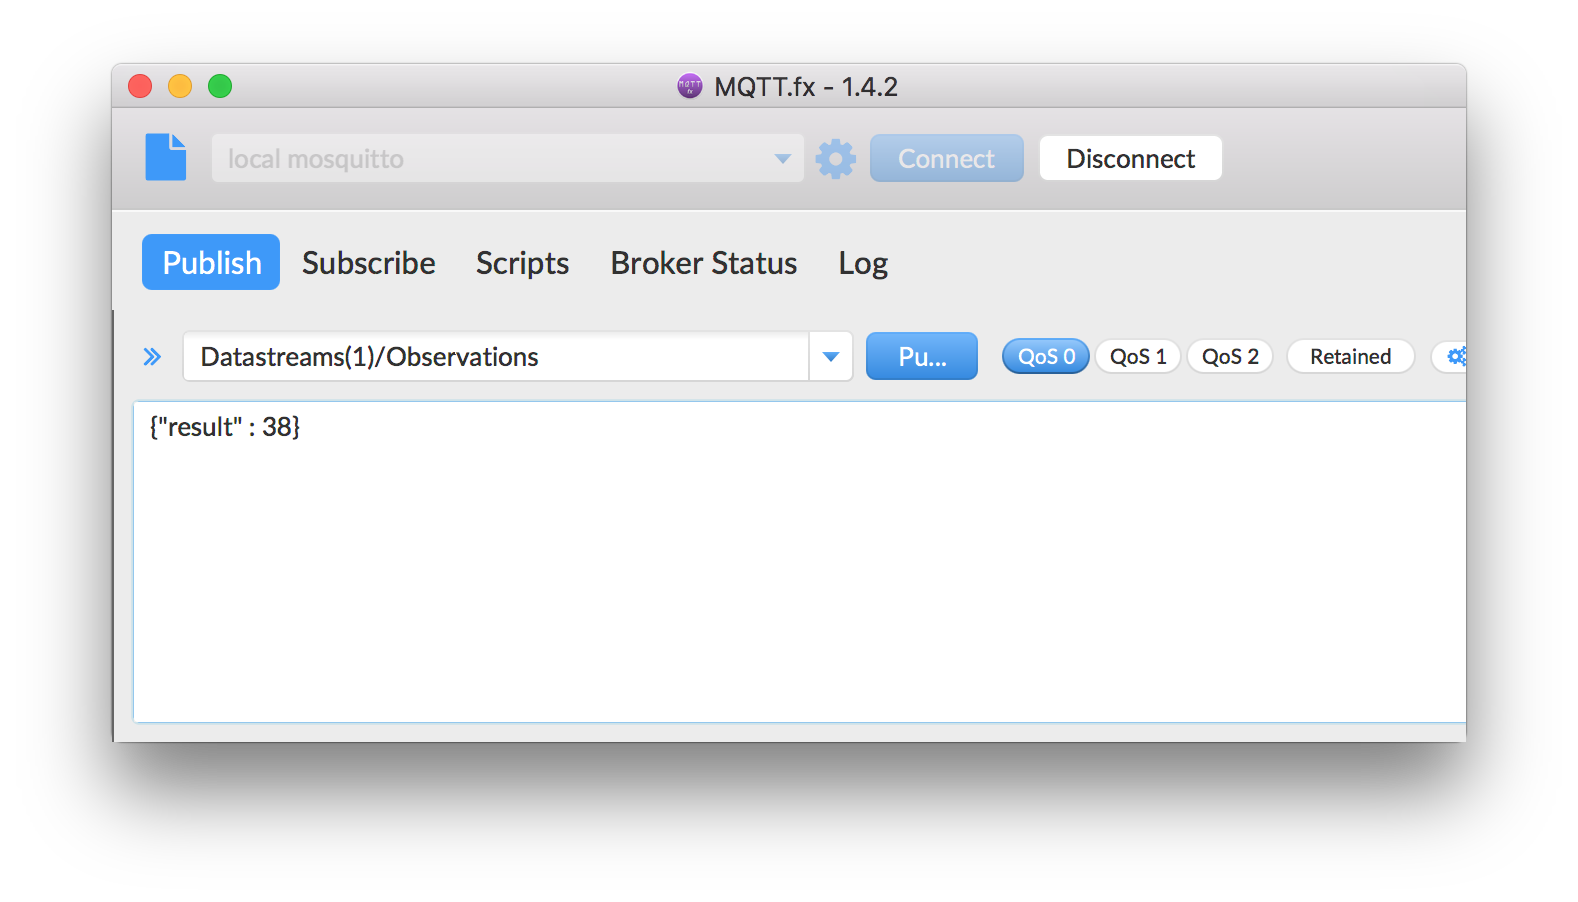 MQTT.fx - 1.4.2
local mosquitto Connect Disconnect
Publish Subscribe Scripts Broker Status Log
Datastreams(1)/Observations Pu... QoS 0 QoS 1 QoS 2 Retained
{"result" : 38}